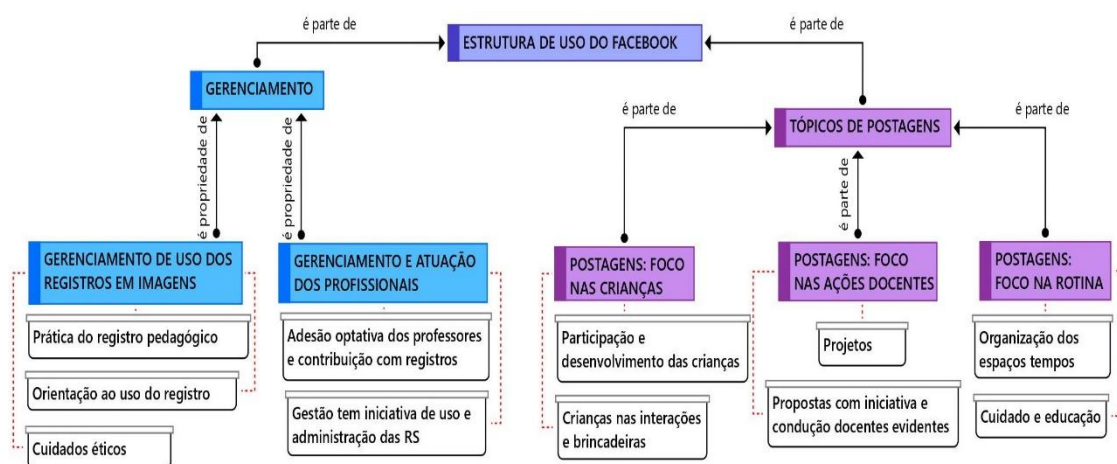 é parte de
ESTRUTURA DE USO DO FACEBOOK
é parte de
GERENCIAMENTO
é parte de
TÓPICOS DE POSTAGENS
é parte de
é propriedade de
é propriedade de
é parte de
GERENCIAMENTO DE USO DOS
REGISTROS EM IMAGENS
Prática do registro pedagógico
Orientação ao uso do registro
Cuidados éticos
GERENCIAMENTO E ATUAÇÃO
DOS PROFISSIONAIS
Adesão optativa dos professores
e contribuição com registros
Gestão tem iniciativa de uso e
administração das RS
POSTAGENS: FOCO
NAS CRIANÇAS
Participação e
desenvolvimento das crianças
Crianças nas interações
e brincadeiras
POSTAGENS: FOCO
NAS AÇÕES DOCENTES
Projetos
Propostas com iniciativa e
condução docentes evidentes
POSTAGENS:
FOCO NA ROTINA
Organização dos
espaços tempos
Cuidado e educação